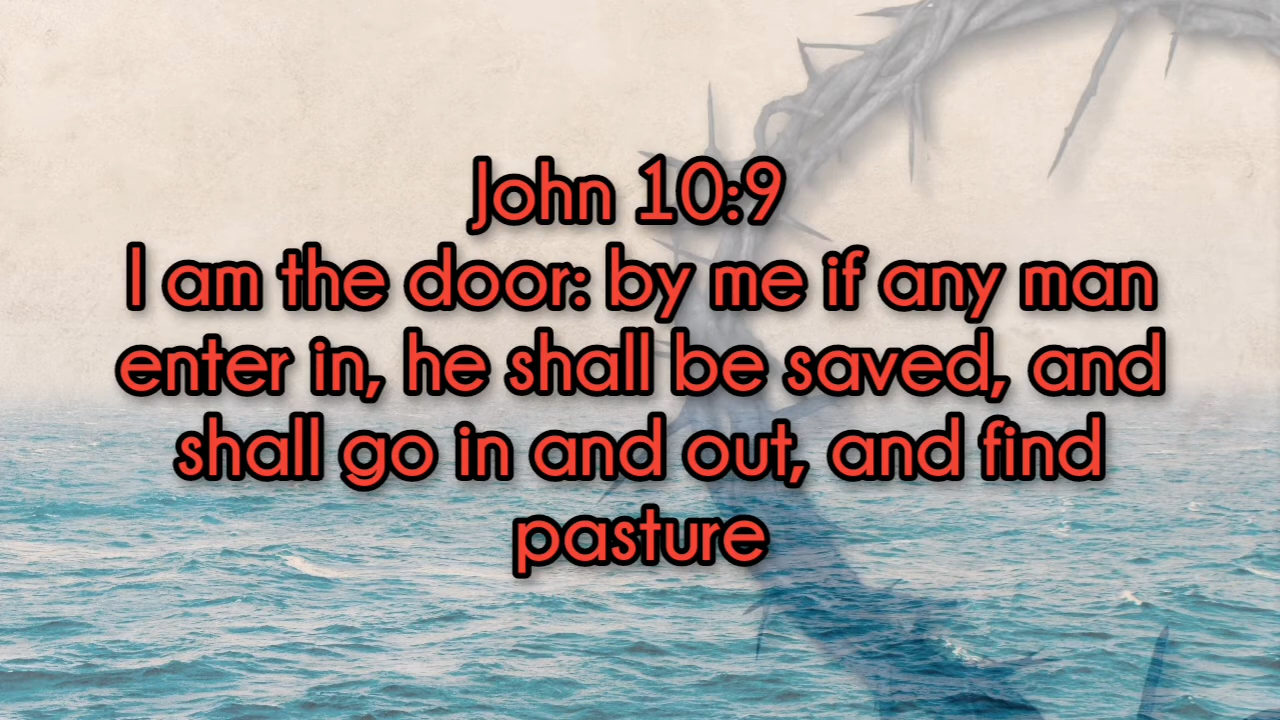 John 10:9
I am the door: by me if any man
enter in, he shall be saved, and
shall go in and out, and find
pasture